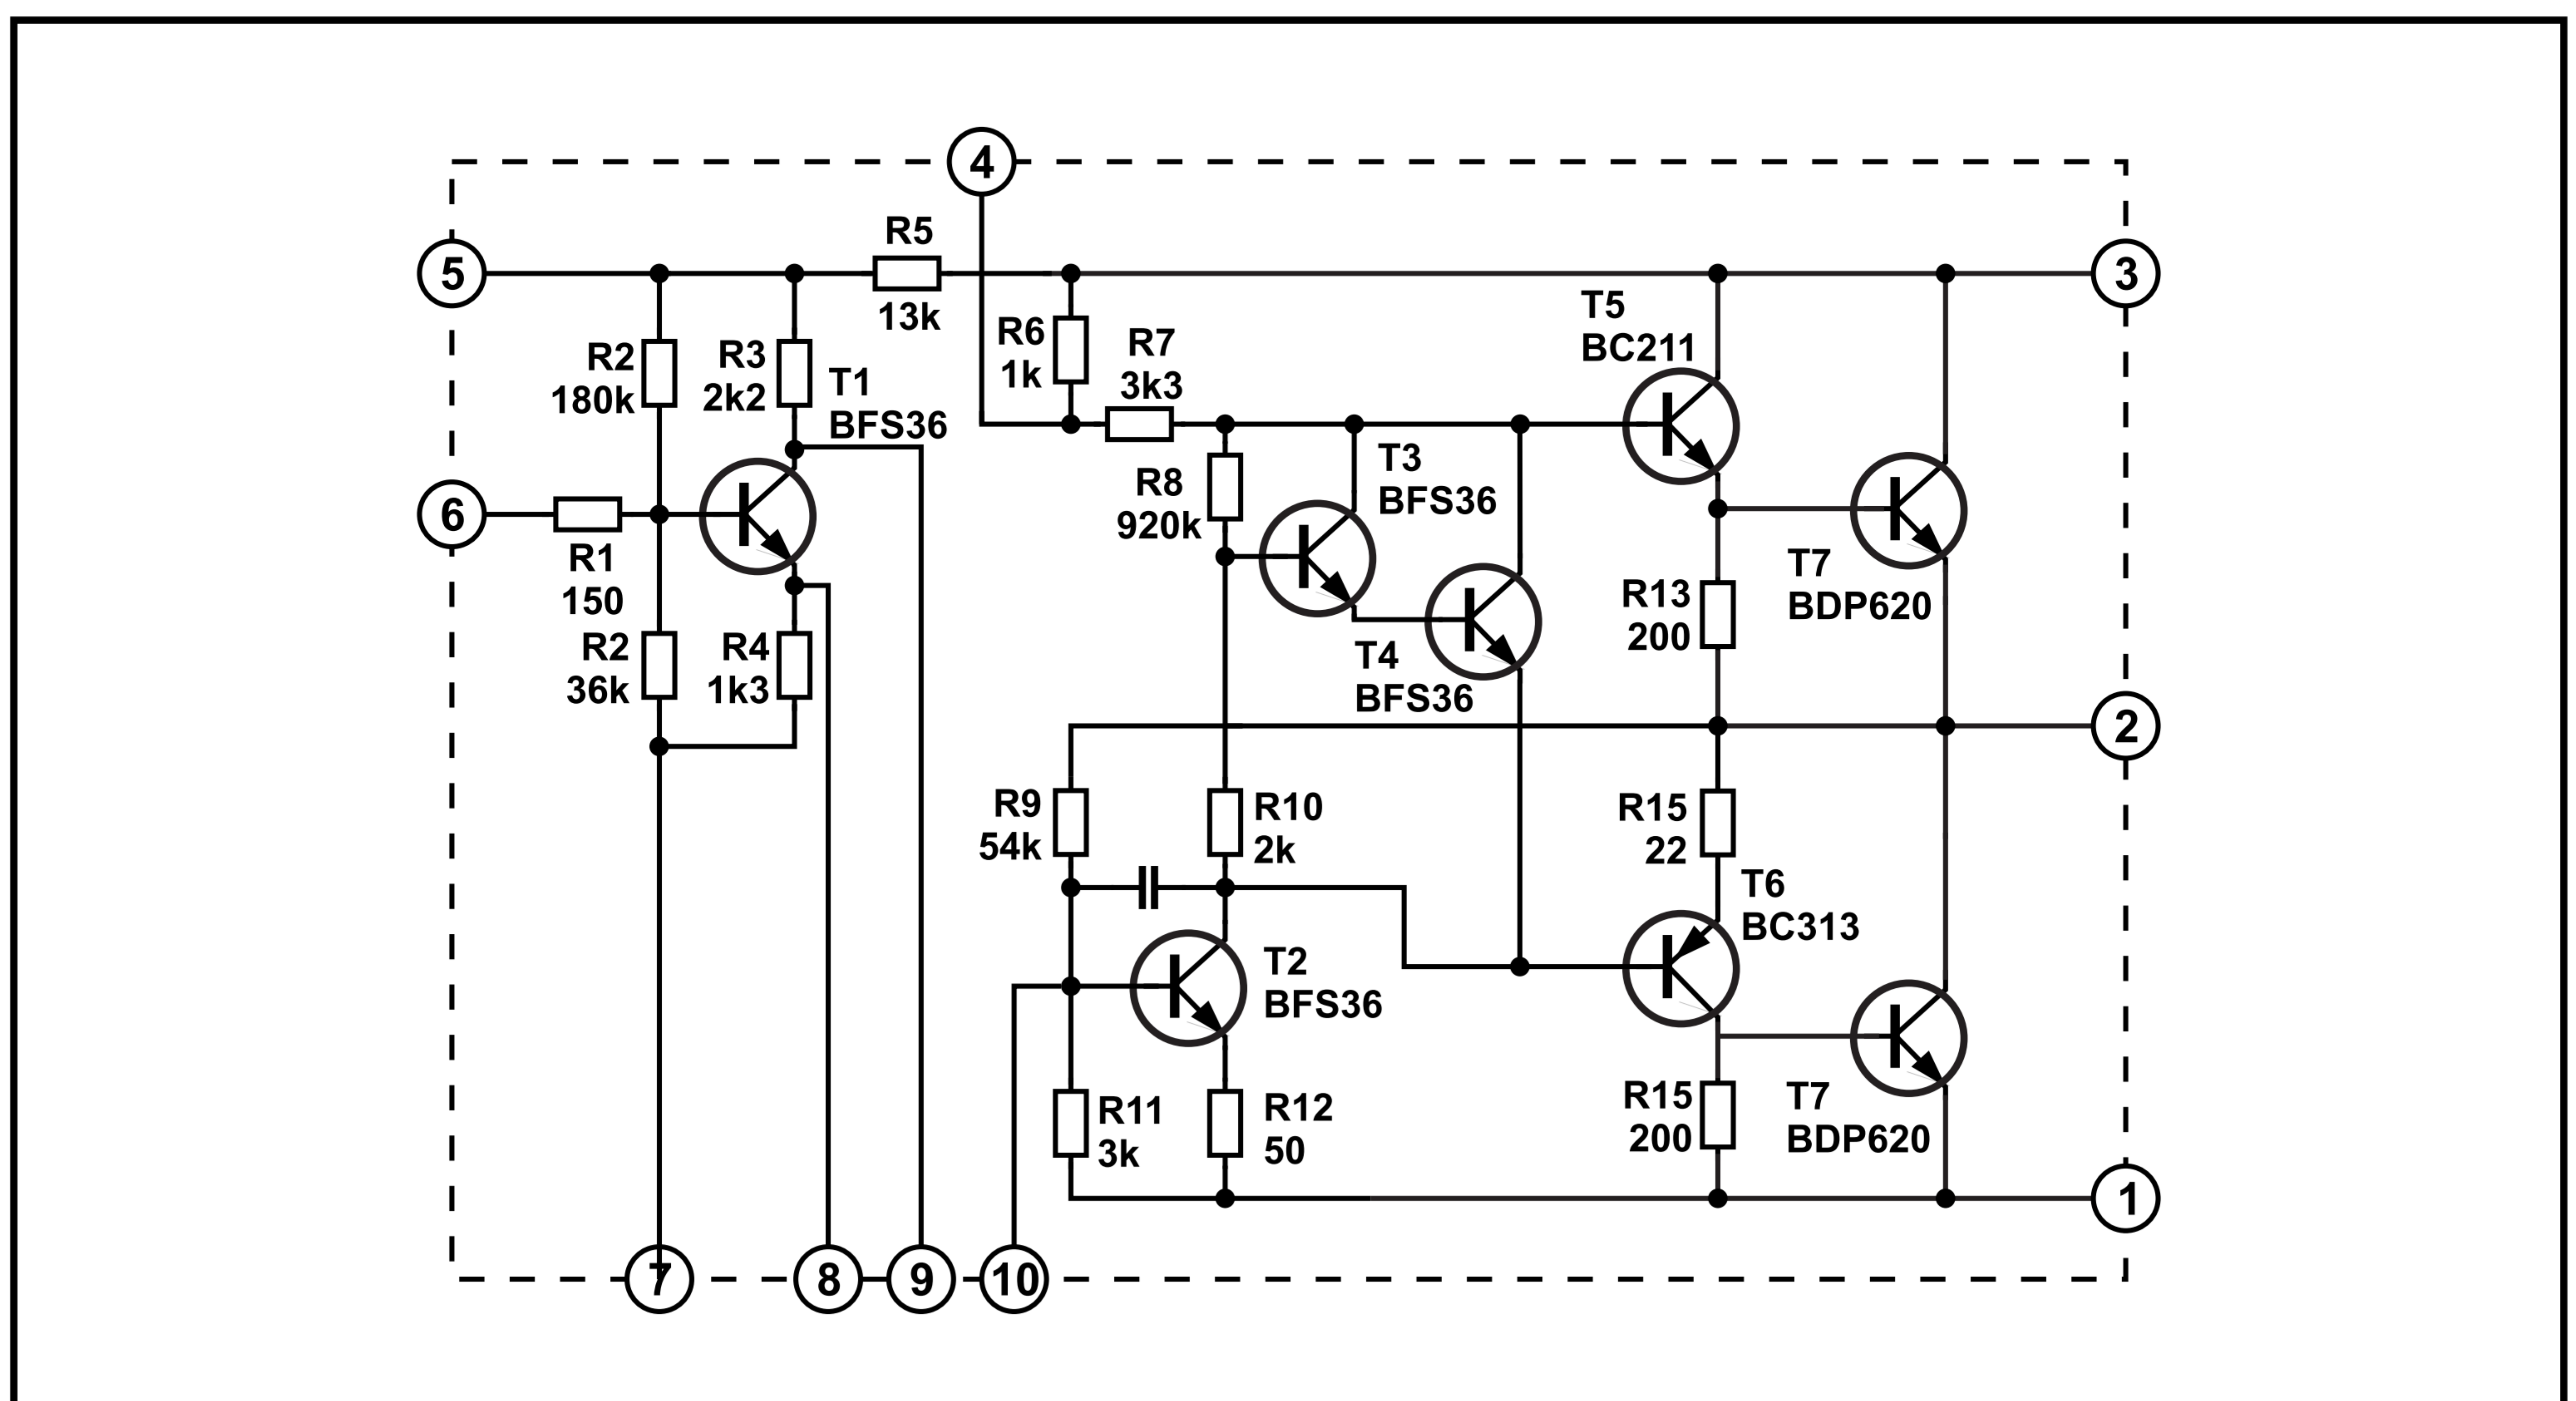 4
R5
13k
5
3
R6
1k
R7
3k3
T5
BC211
R2
180k
R3
2k2
T1
BFS36
T3
BFS36
R8
920k
6
R1
150
T7
BDP620
R13
200
R2
36k
R4
1k3
T4
BFS36
2
R9
54k
R10
2k
R15
22
T6
BC313
T2
BFS36
R11
3k
R12
50
R15
200
T7
BDP620
1
7
8
9
10